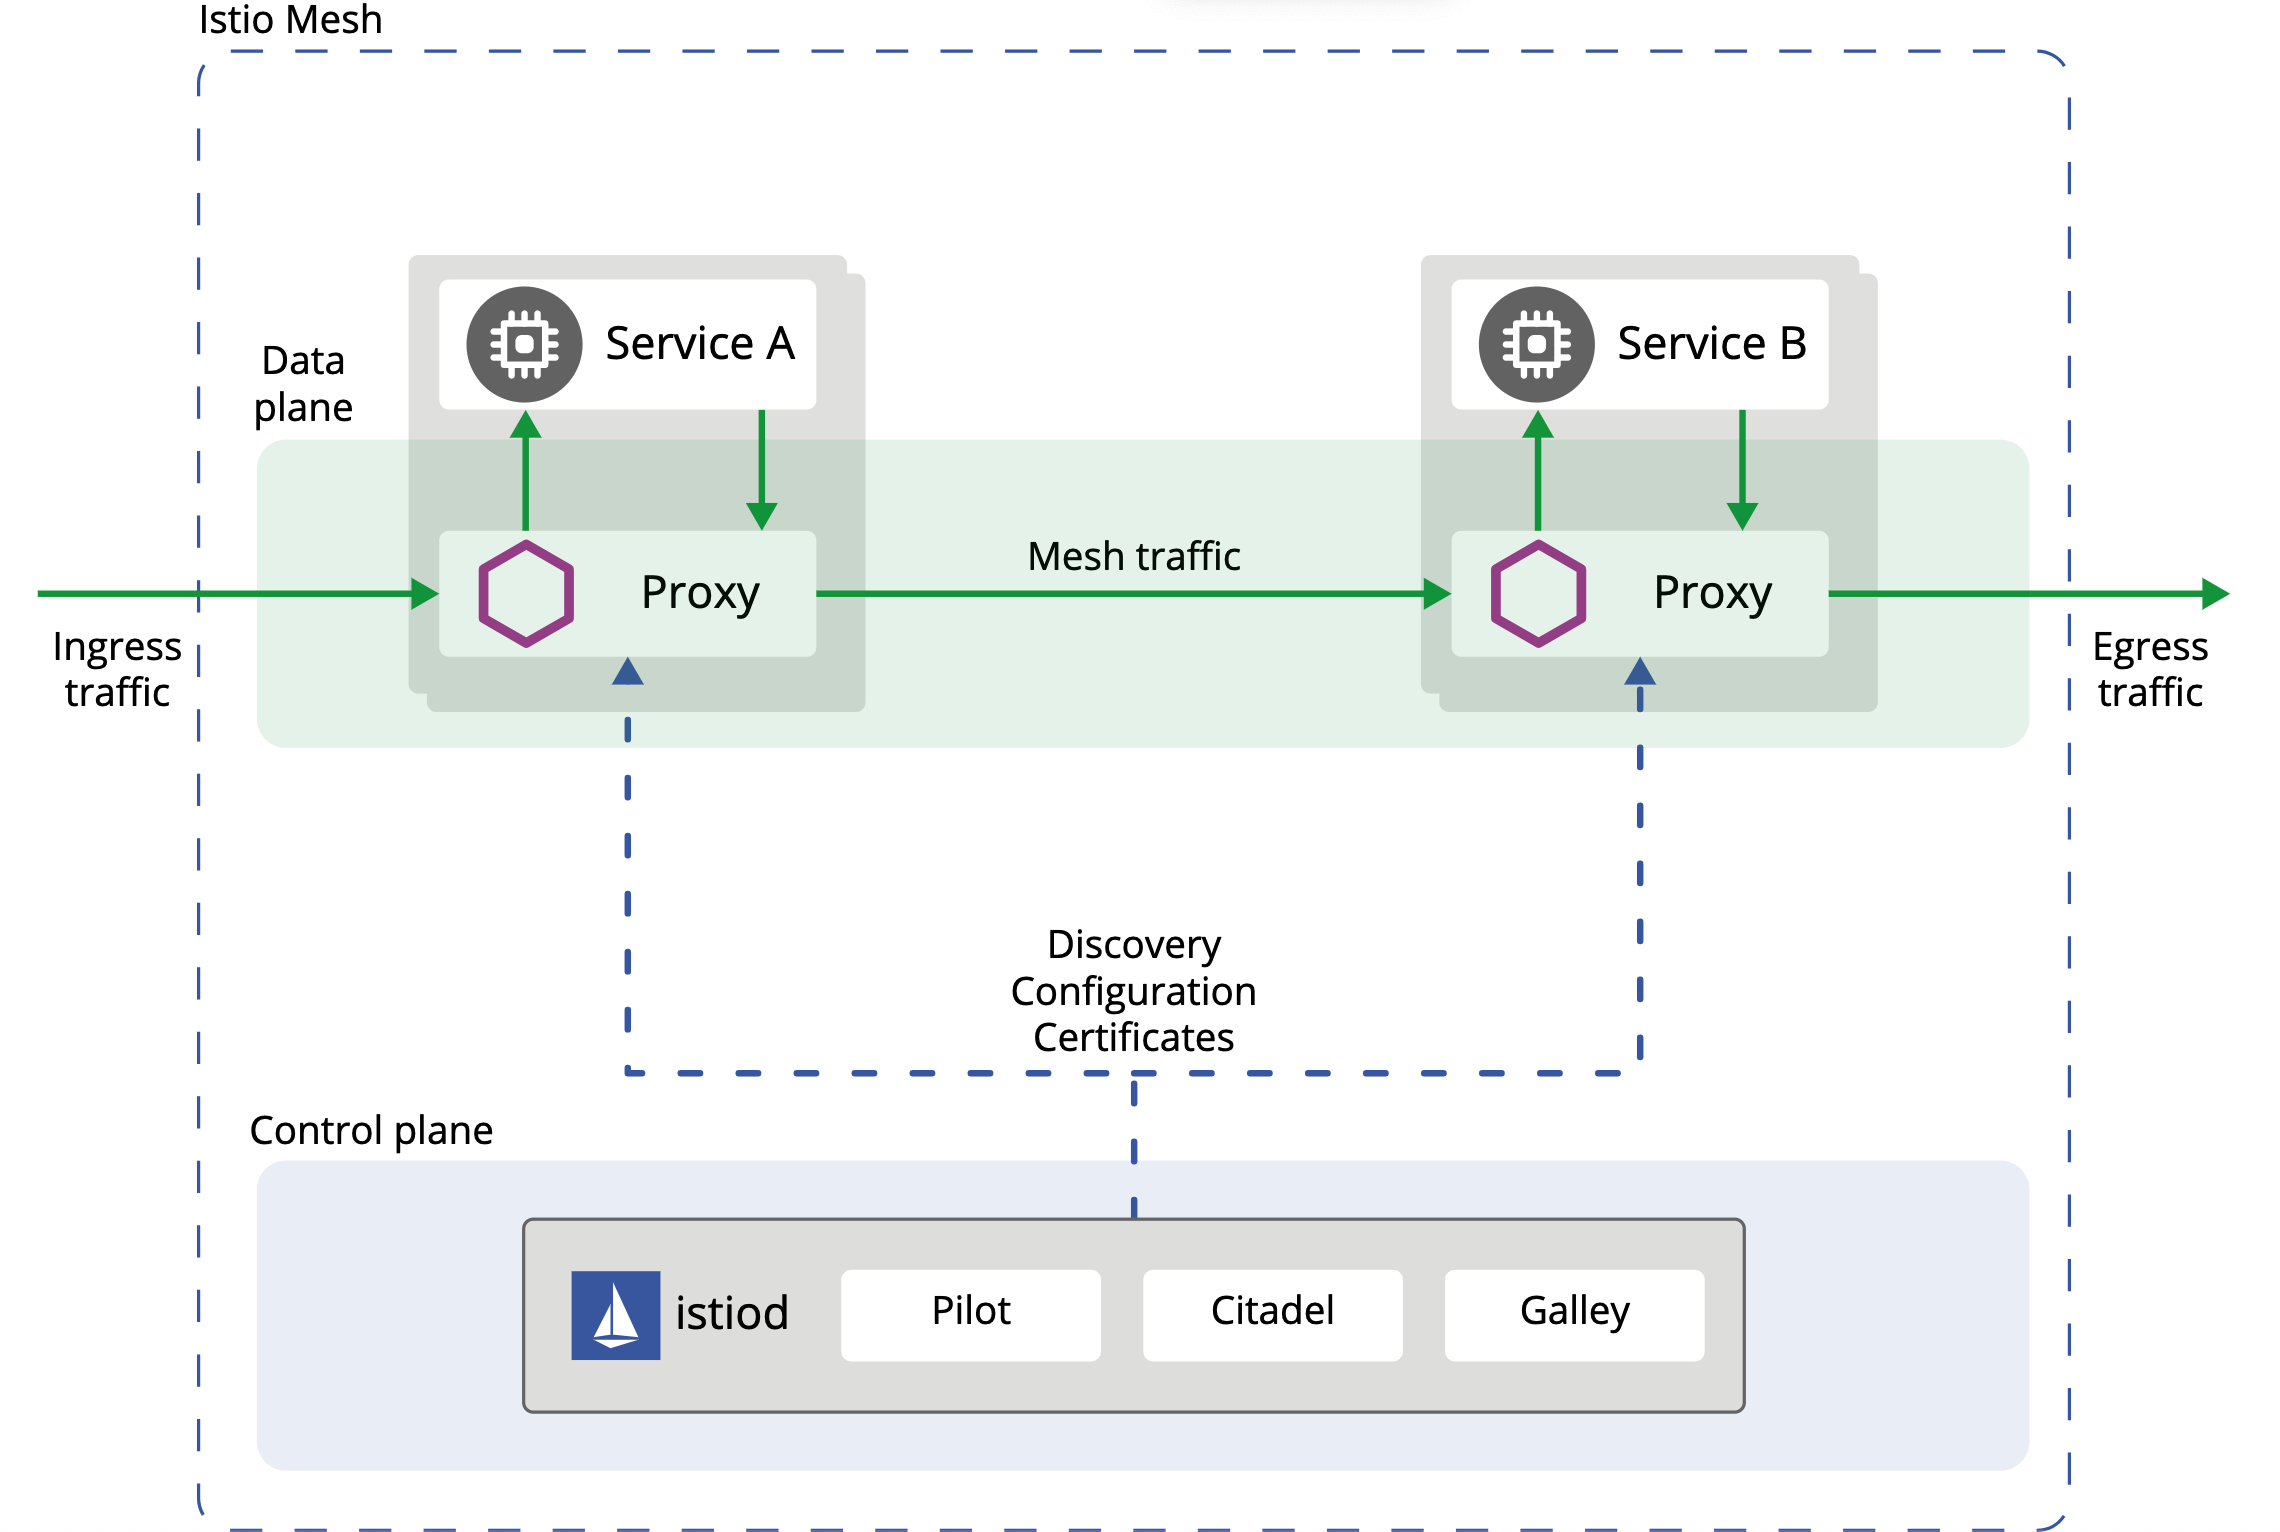 Istio Mesh
Data
plane
Service A
Service B
Proxy
Mesh traffic
Proxy
Ingress
traffic
Egress
traffic
Discovery
Configuration
Certificates
Control plane
istiod
Pilot
Citadel
Galley